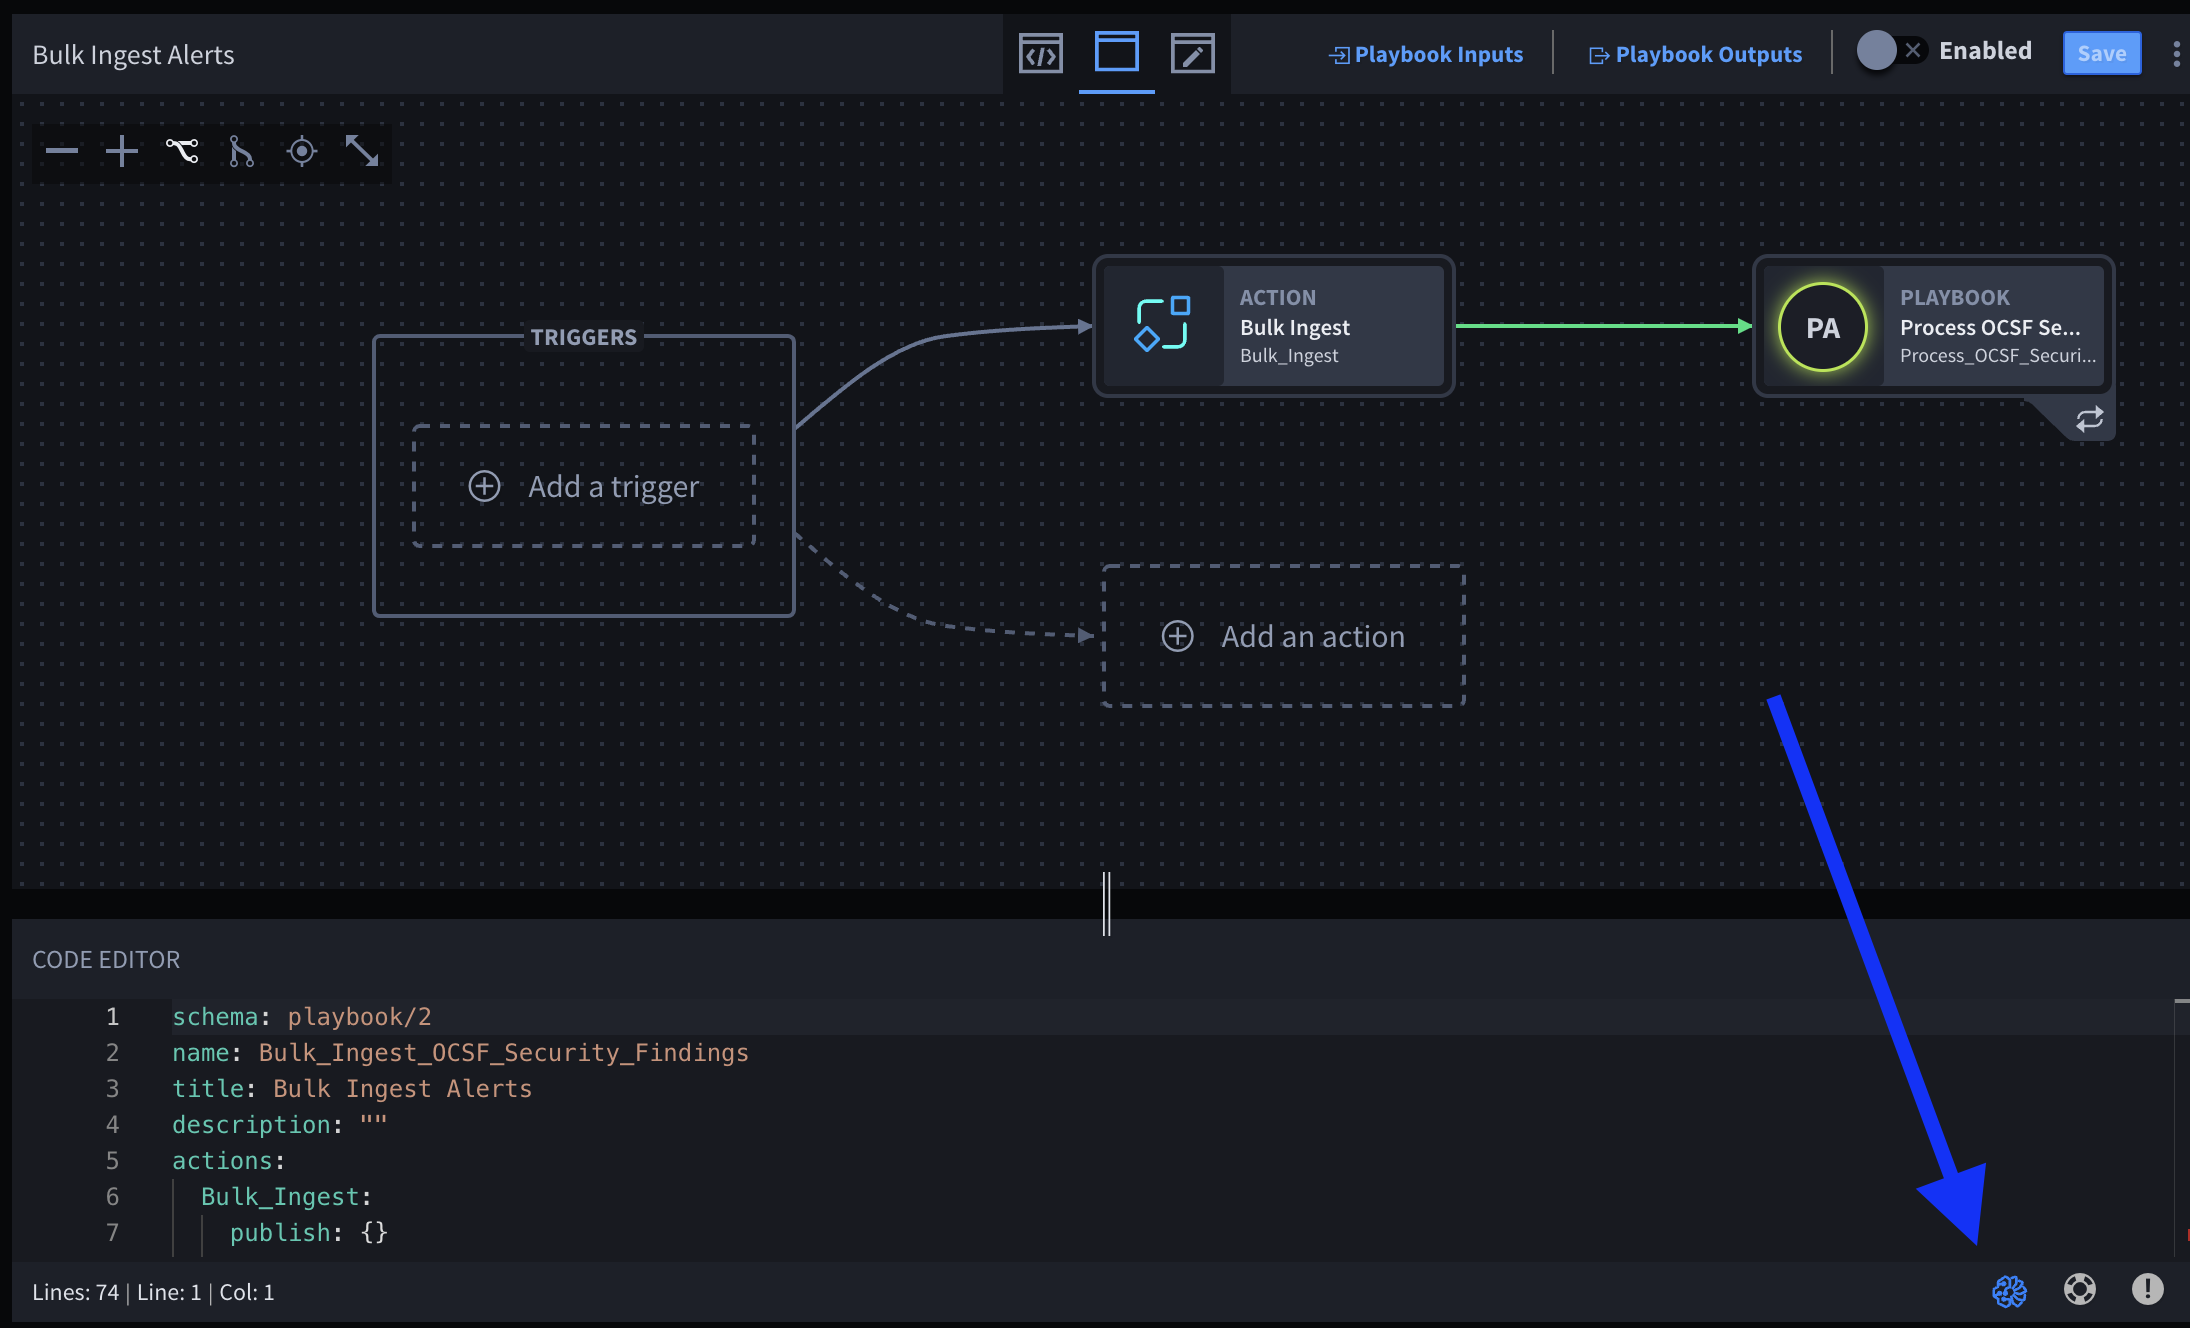 Bulk Ingest Alerts
Playbook Inputs
Playbook Outputs
Enabled
Save
TRIGGERS
Add a trigger
ACTION
Bulk Ingest
Bulk_Ingest
PLAYBOOK
PA
Process OCSF Se...
Process_OCSF_Securi...
Add an action
CODE EDITOR
1 schema: playbook/2
2 name: Bulk_Ingest_OCSF_Security_Findings
3 title: Bulk Ingest Alerts
4 description: ""
5 actions:
6 Bulk_Ingest:
7 publish: {}
Lines: 74 | Line: 1 | Col: 1